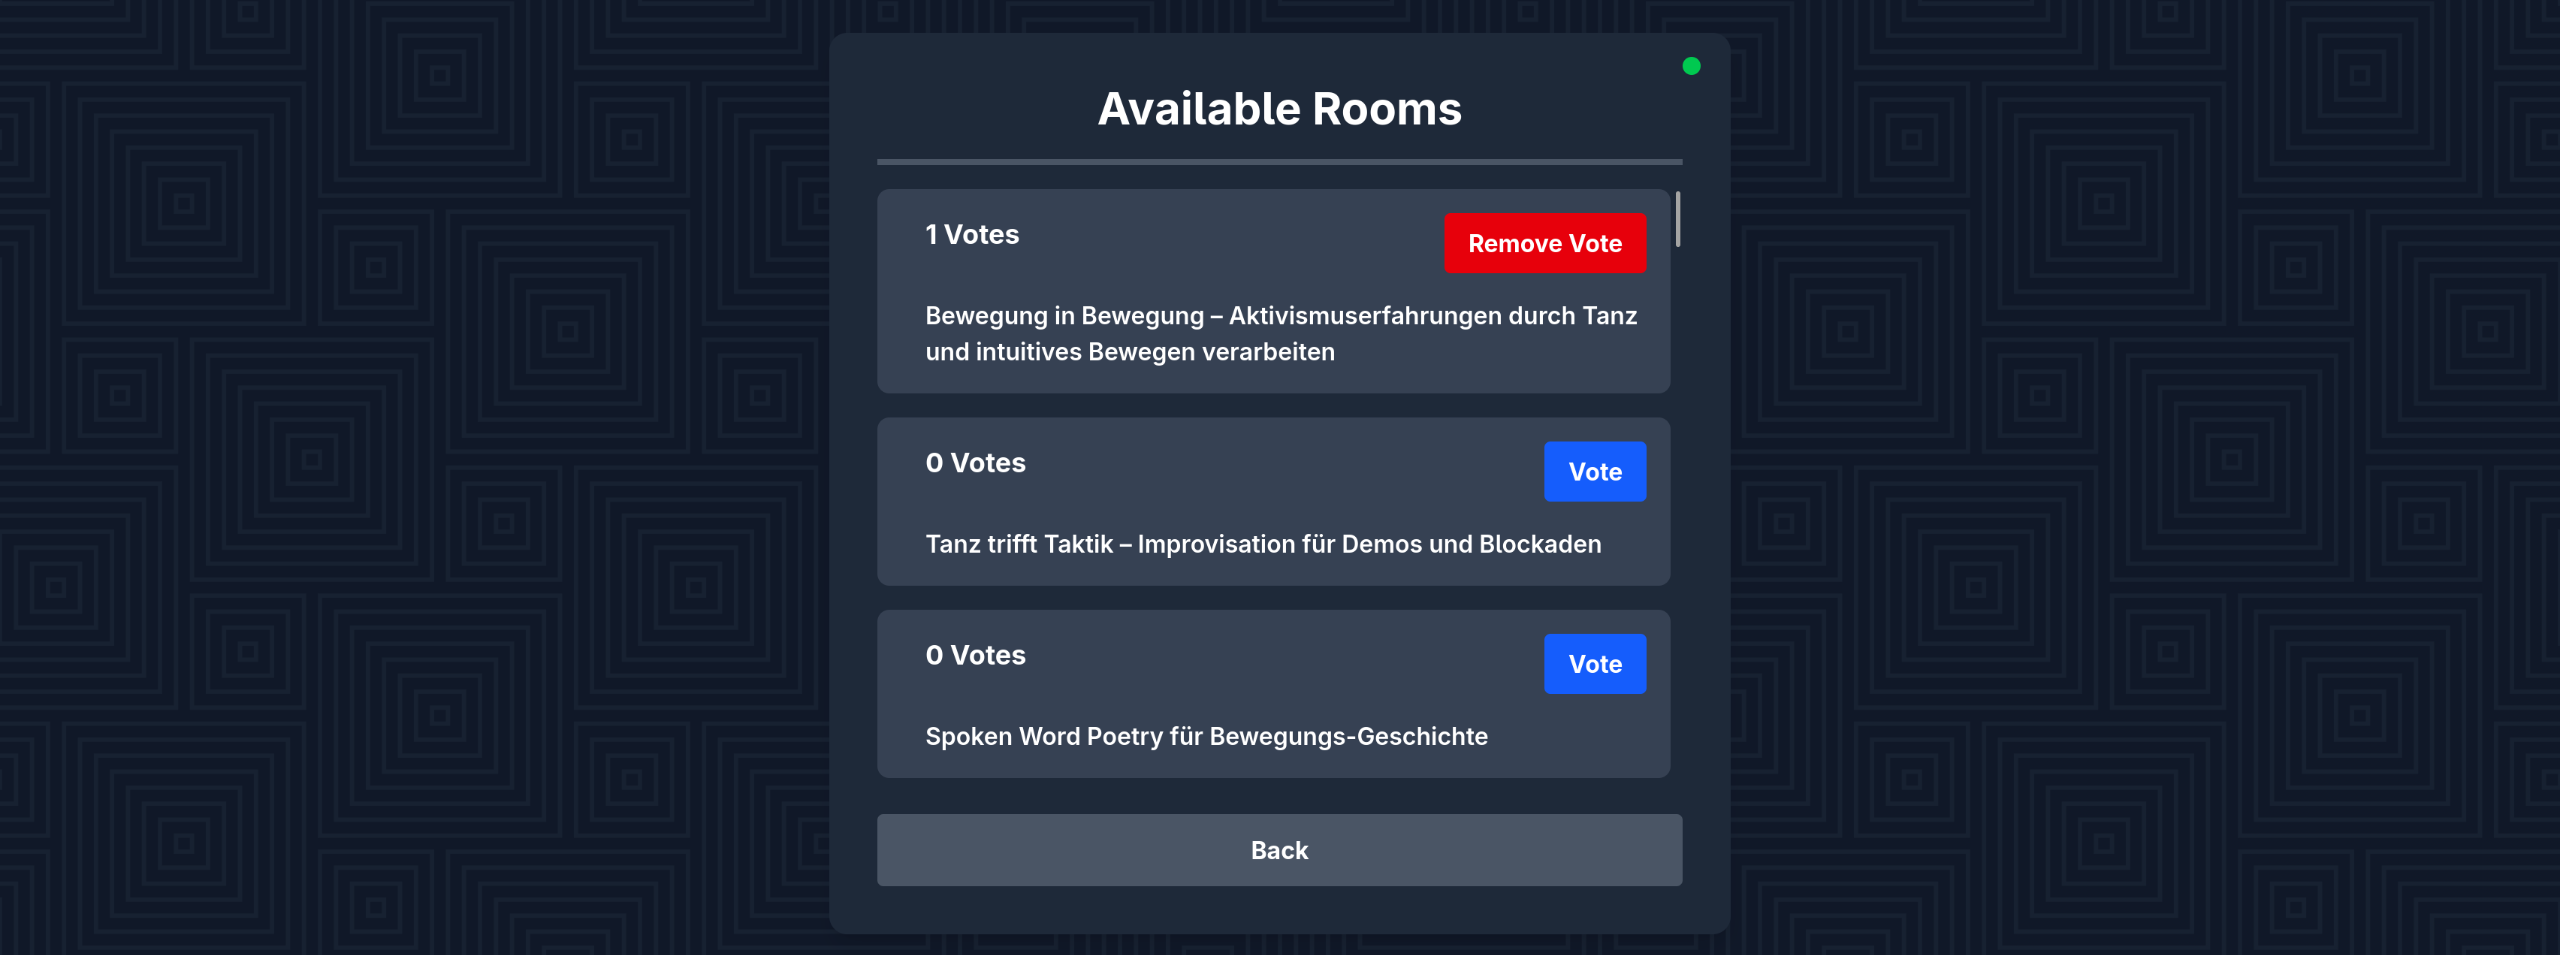 Available Rooms
1 Votes
Remove Vote
Bewegung in Bewegung – Aktivismuserfahrungen durch Tanz
und intuitives Bewegen verarbeiten
0 Votes
Vote
Tanz trifft Taktik – Improvisation für Demos und Blockaden
0 Votes
Vote
Spoken Word Poetry für Bewegungs-Geschichte
Back